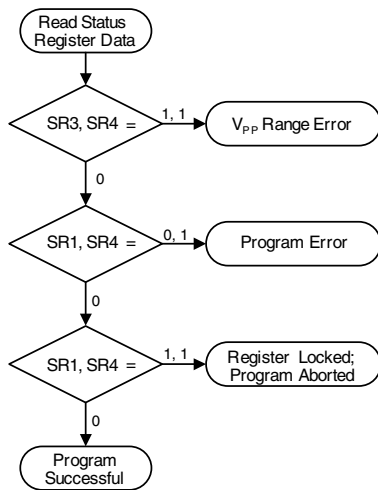 Read Status
Register Data
SR3, SR4 =
1, 1
V_PP Range Error
0
SR1, SR4 =
0, 1
Program Error
0
SR1, SR4 =
1, 1
Register Locked;
Program Aborted
0
Program
Successful